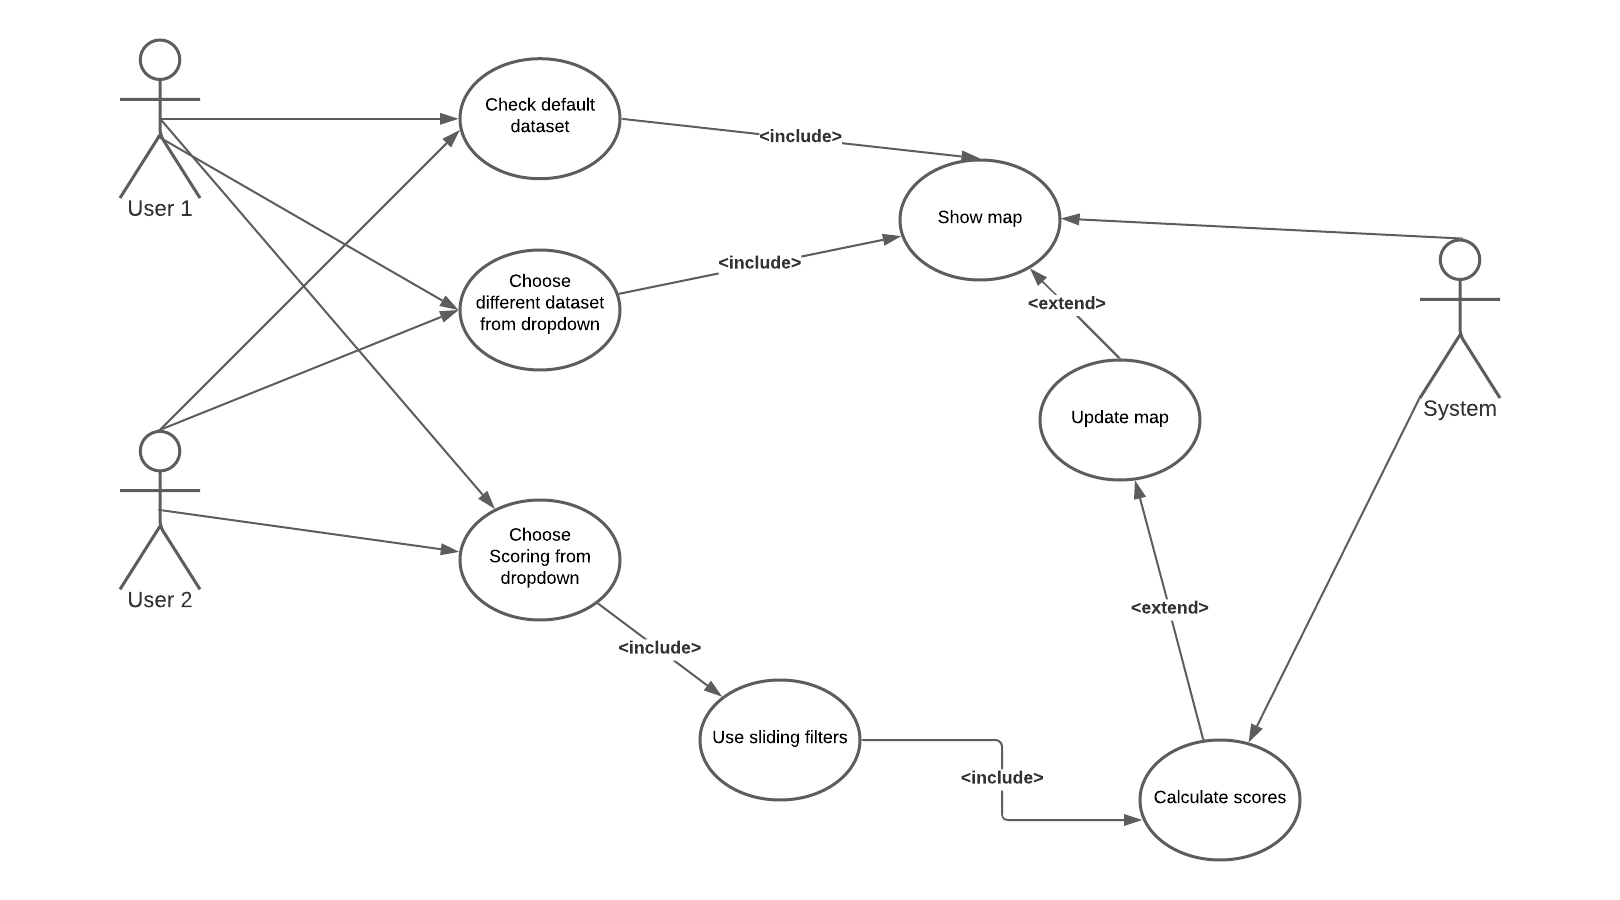 Check default
dataset
<include>
User 1
Show map
Choose
different dataset
from dropdown
<include>
<extend>
Update map
System
User 2
Choose
Scoring from
dropdown
<include>
<extend>
Use sliding filters
<include>
Calculate scores